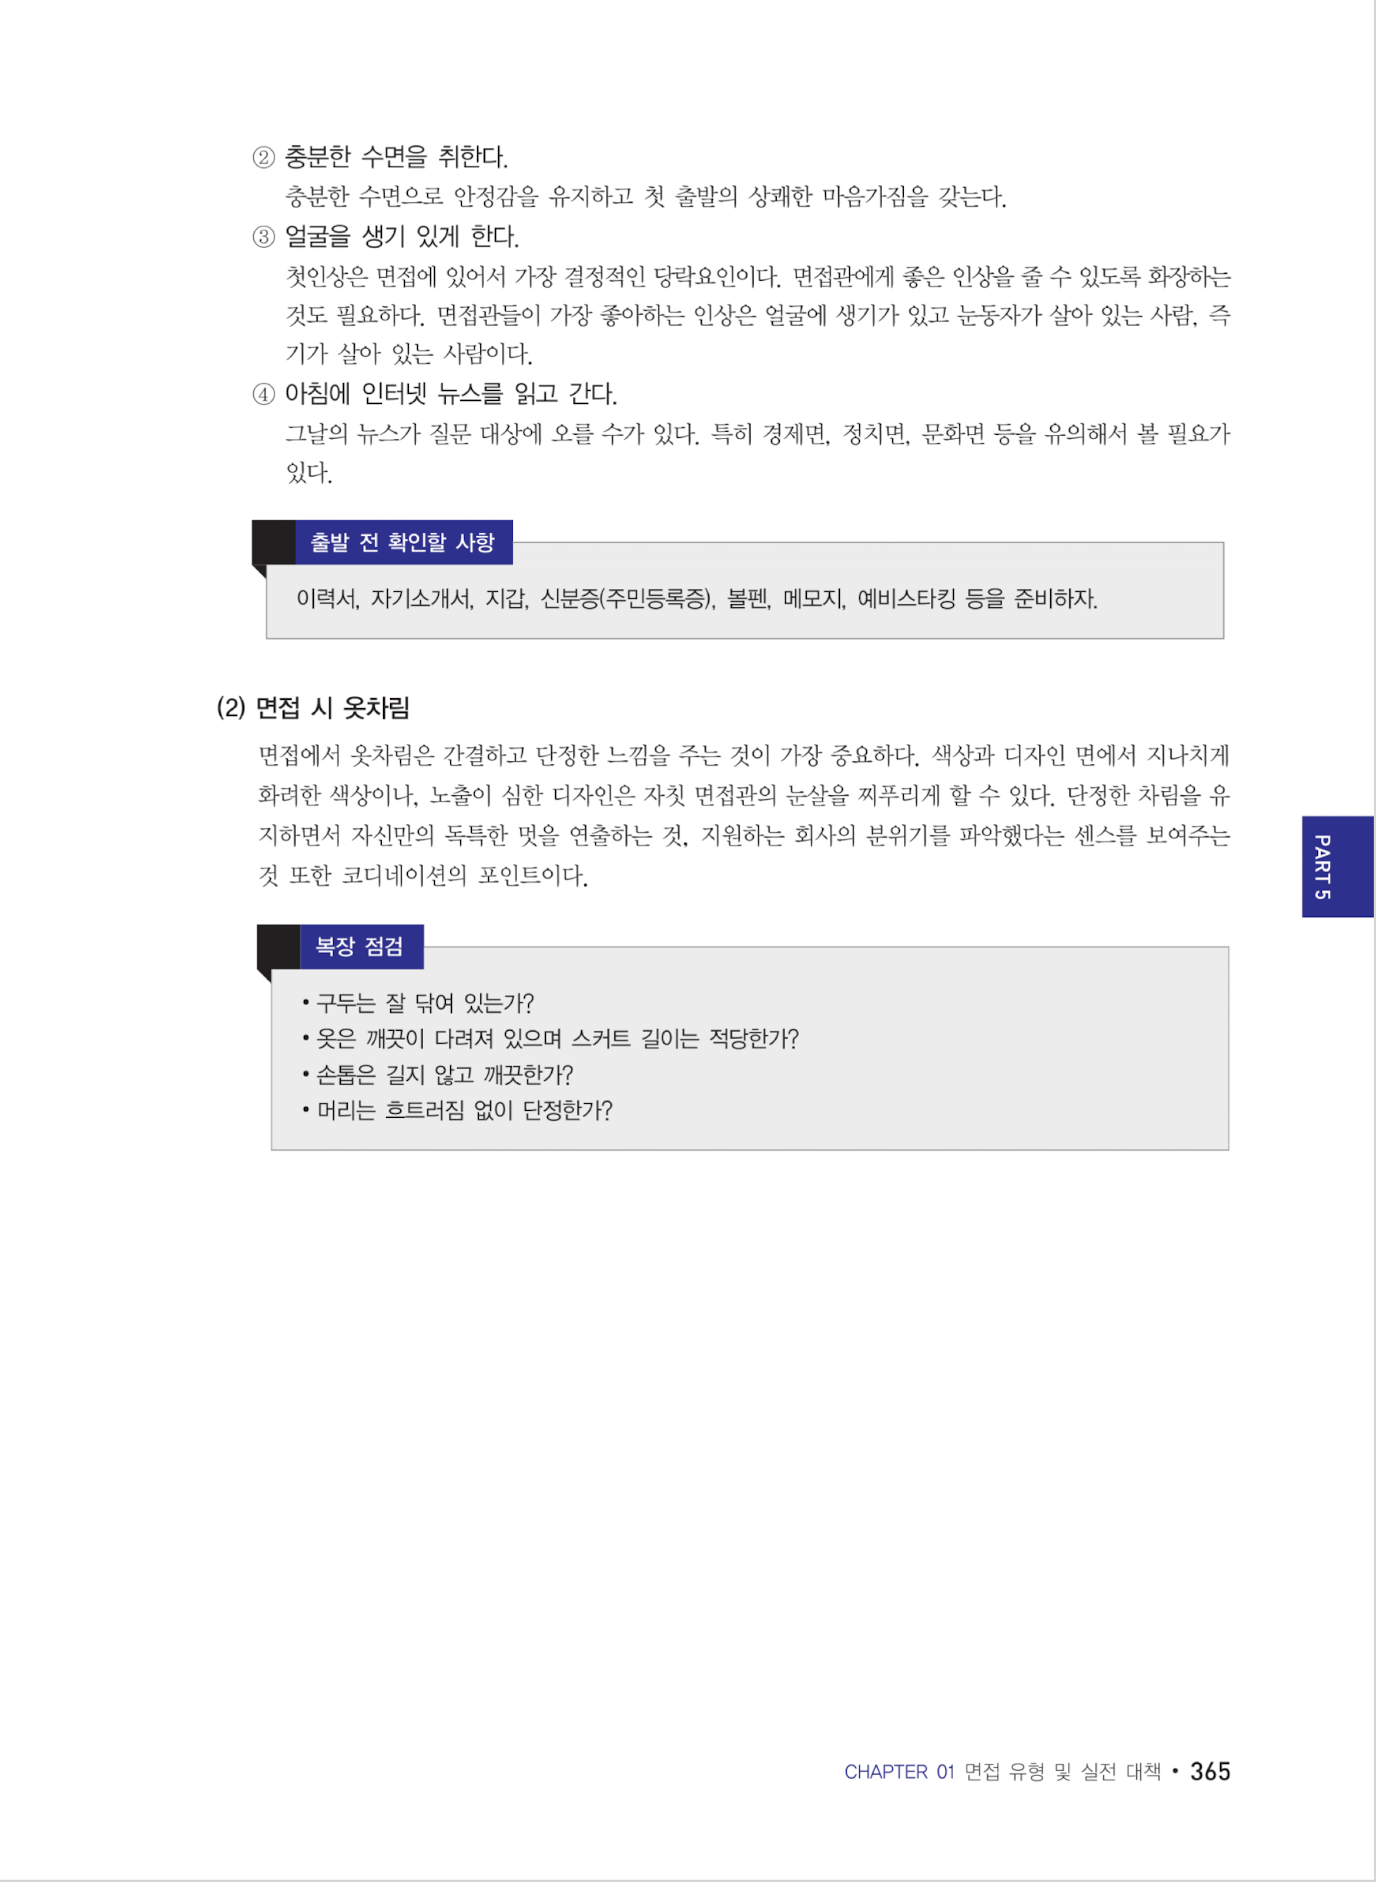 ② 충분한 수면을 취한다.
충분한 수면으로 안정감을 유지하고 첫 출발의 상쾌한 마음가짐을 갖는다.
③ 얼굴을 생기 있게 한다.
첫인상은 면접에 있어서 가장 결정적인 당락요인이다. 면접관에게 좋은 인상을 줄 수 있도록 화장하는
것도 필요하다. 면접관들이 가장 좋아하는 인상은 얼굴에 생기가 있고 눈동자가 살아 있는 사람, 즉
기가 살아 있는 사람이다.
④ 아침에 인터넷 뉴스를 읽고 간다.
그날의 뉴스가 질문 대상에 오를 수가 있다. 특히 경제면, 정치면, 문화면 등을 유의해서 볼 필요가
있다.
출발 전 확인할 사항
이력서, 자기소개서, 지갑, 신분증(주민등록증), 볼펜, 메모지, 예비스타킹 등을 준비하자.
(2) 면접 시 옷차림
면접에서 옷차림은 간결하고 단정한 느낌을 주는 것이 가장 중요하다. 색상과 디자인 면에서 지나치게
화려한 색상이나, 노출이 심한 디자인은 자칫 면접관의 눈살을 찌푸리게 할 수 있다. 단정한 차림을 유
지하면서 자신만의 독특한 멋을 연출하는 것, 지원하는 회사의 분위기를 파악했다는 센스를 보여주는
것 또한 코디네이션의 포인트이다.
PART 5
복장 점검
• 구두는 잘 닦여 있는가?
• 옷은 깨끗이 다려져 있으며 스커트 길이는 적당한가?
• 손톱은 길지 않고 깨끗한가?
• 머리는 흐트러짐 없이 단정한가?
CHAPTER 01 면접 유형 및 실전 대책 • 365